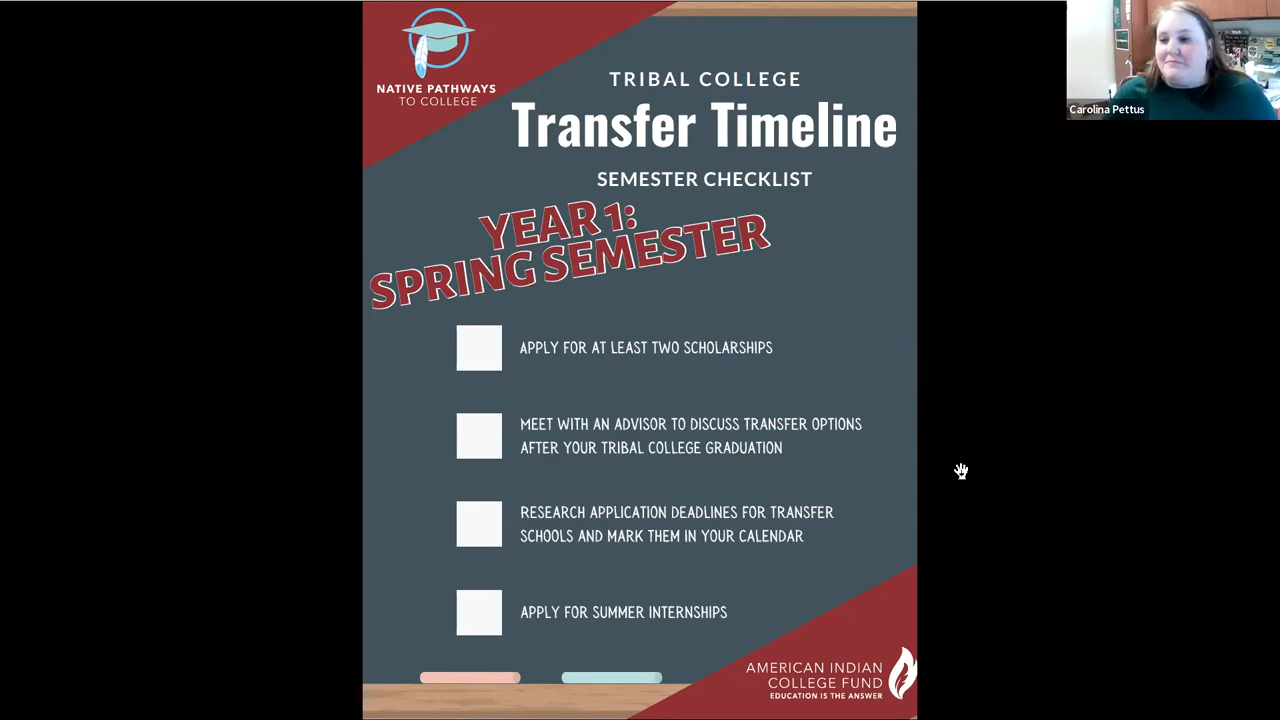 NATIVE PATHWAYS
TO COLLEGE
TRIBAL COLLEGE
Transfer Timeline
SEMESTER CHECKLIST
YEAR 1:
SPRING SEMESTER
APPLY FOR AT LEAST TWO SCHOLARSHIPS
MEET WITH AN ADVISOR TO DISCUSS TRANSFER OPTIONS
AFTER YOUR TRIBAL COLLEGE GRADUATION
RESEARCH APPLICATION DEADLINES FOR TRANSFER
SCHOOLS AND MARK THEM IN YOUR CALENDAR
APPLY FOR SUMMER INTERNSHIPS
AMERICAN INDIAN
COLLEGE FUND
EDUCATION IS THE ANSWER
Carolina Pettus